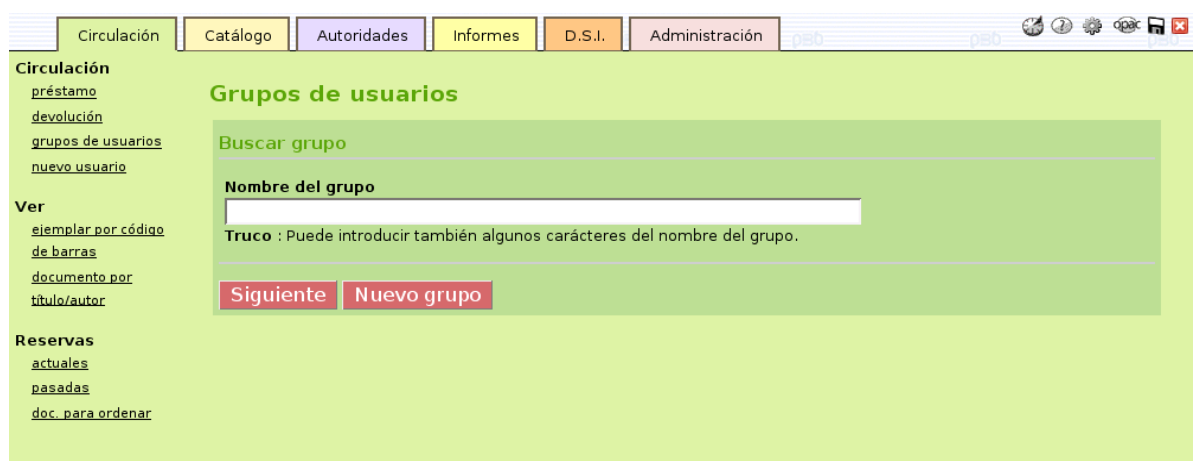 Circulación Catálogo Autoridades Informes D.S.I. Administración opac
Circulación
préstamo
devolución
grupos de usuarios
nuevo usuario
Ver
ejemplar por código
de barras
documento por
título/autor
Reservas
actuales
pasadas
doc. para ordenar
Grupos de usuarios
Buscar grupo
Nombre del grupo
Truco : Puede introducir también algunos carácteres del nombre del grupo.
Siguiente Nuevo grupo